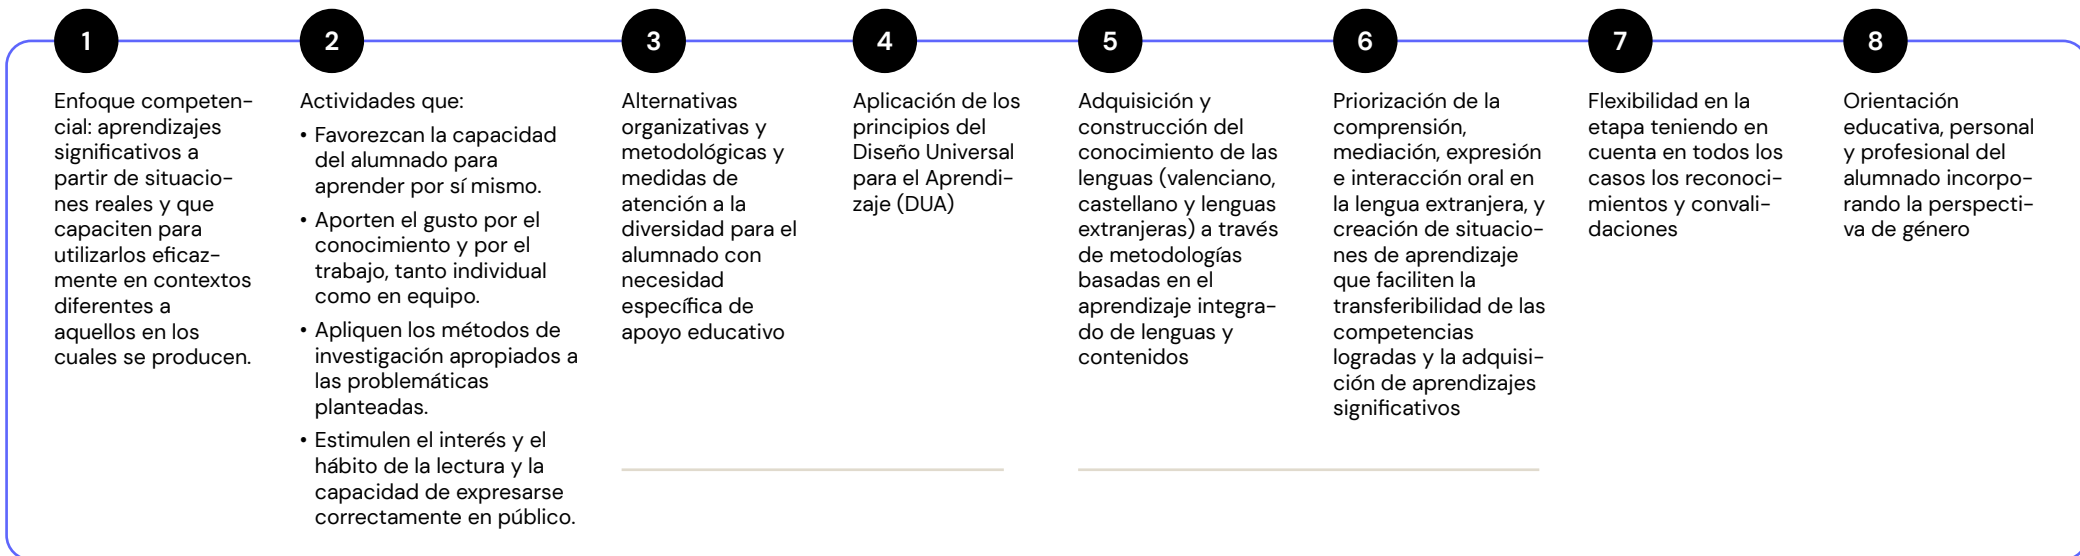 1
Enfoque competen-
cial: aprendizajes
significativos a
partir de situacio-
nes reales y que
capaciten para
utilizarlos eficaz-
mente en contextos
diferentes a
aquellos en los
cuales se producen.
2
Actividades que:
• Favorezcan la capacidad
del alumnado para
aprender por sí mismo.
• Aporten el gusto por el
conocimiento y por el
trabajo, tanto individual
como en equipo.
• Apliquen los métodos de
investigación apropiados a
las problemáticas
planteadas.
• Estimulen el interés y el
hábito de la lectura y la
capacidad de expresarse
correctamente en público.
3
Alternativas
organizativas y
metodológicas y
medidas de
atención a la
diversidad para el
alumnado con
necesidad
específica de
apoyo educativo
4
Aplicación de los
principios del
Diseño Universal
para el Aprendi-
zaje (DUA)
5
Adquisición y
construcción del
conocimiento de las
lenguas (valenciano,
castellano y lenguas
extranjeras) a través
de metodologías
basadas en el
aprendizaje integra-
do de lenguas y
contenidos
6
Priorización de la
comprensión,
mediación, expresión
e interacción oral en
la lengua extranjera, y
creación de situacio-
nes de aprendizaje
que faciliten la
transferibilidad de las
competencias
logradas y la adquisi-
ción de aprendizajes
significativos
7
Flexibilidad en la
etapa teniendo en
cuenta en todos los
casos los reconoci-
mientos y convali-
daciones
8
Orientación
educativa, personal
y profesional del
alumnado incorpo-
rando la perspecti-
va de género